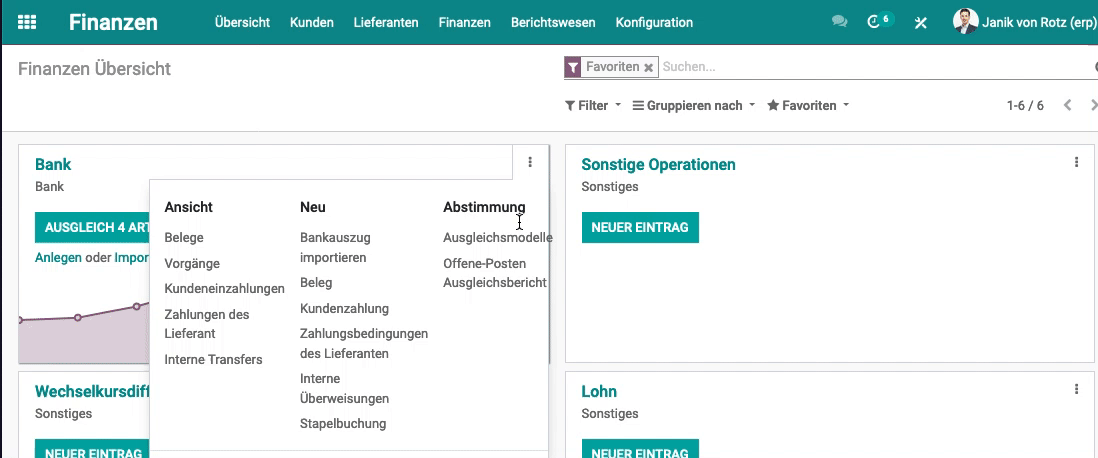 Finanzen
Übersicht Kunden Lieferanten Finanzen Berichtswesen Konfiguration
6
Janik von Rotz (erp)
Finanzen Übersicht
Favoriten Suchen...
Filter Gruppieren nach Favoriten
1-6 / 6
Bank
Bank
AUSGLEICH 4 ART
Anlegen oder Impor
Ansicht
Belege
Vorgänge
Kundeneinzahlungen
Zahlungen des
Lieferant
Interne Transfers
Neu
Bankauszug
importieren
Beleg
Kundenzahlung
Zahlungsbedingungen
des Lieferanten
Interne
Überweisungen
Stapelbuchung
Abstimmung
Ausgleichsmodelle
Offene-Posten
Ausgleichsbericht
Sonstige Operationen
Sonstiges
NEUER EINTRAG
Wechselkursdiff
Sonstiges
NEUER EINTRAG
Lohn
Sonstiges
NEUER EINTRAG